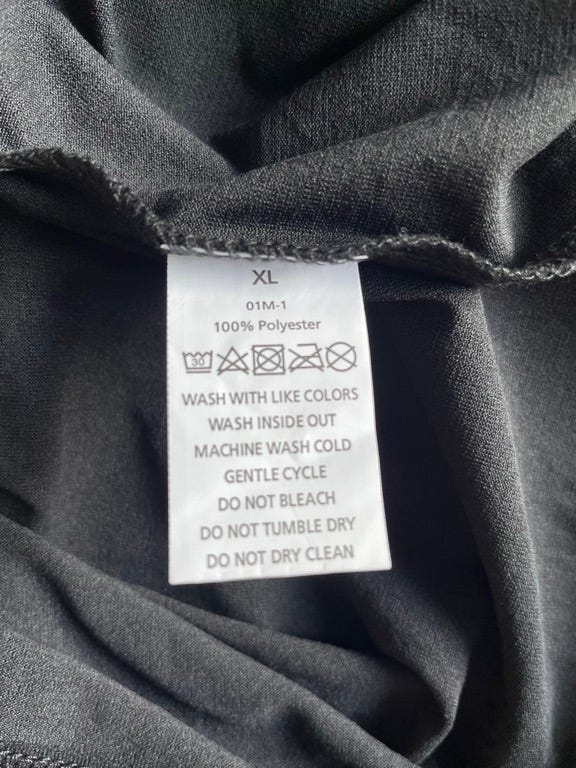 XL
01M-1
100% Polyester
30
WASH WITH LIKE COLORS
WASH INSIDE OUT
MACHINE WASH COLD
GENTLE CYCLE
DO NOT BLEACH
DO NOT TUMBLE DRY
DO NOT DRY CLEAN